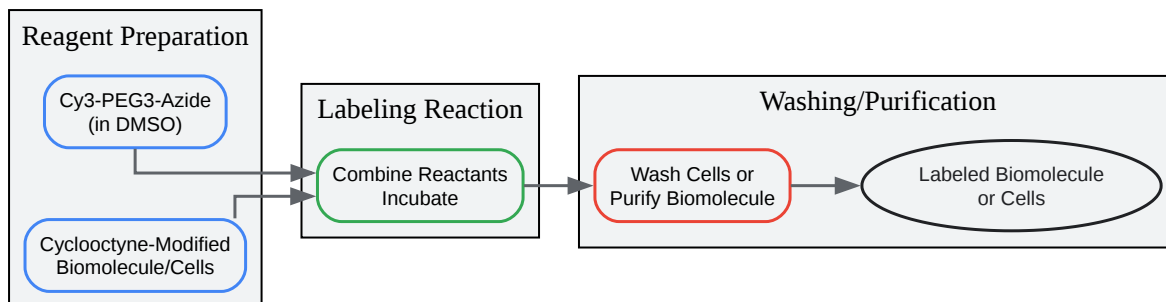 Reagent Preparation
Cy3-PEG3-Azide
(in DMSO)
Cyclooctyne-Modified
Biomolecule/Cells
Labeling Reaction
Combine Reactants
Incubate
Washing/Purification
Wash Cells or
Purify Biomolecule
Labeled Biomolecule
or Cells